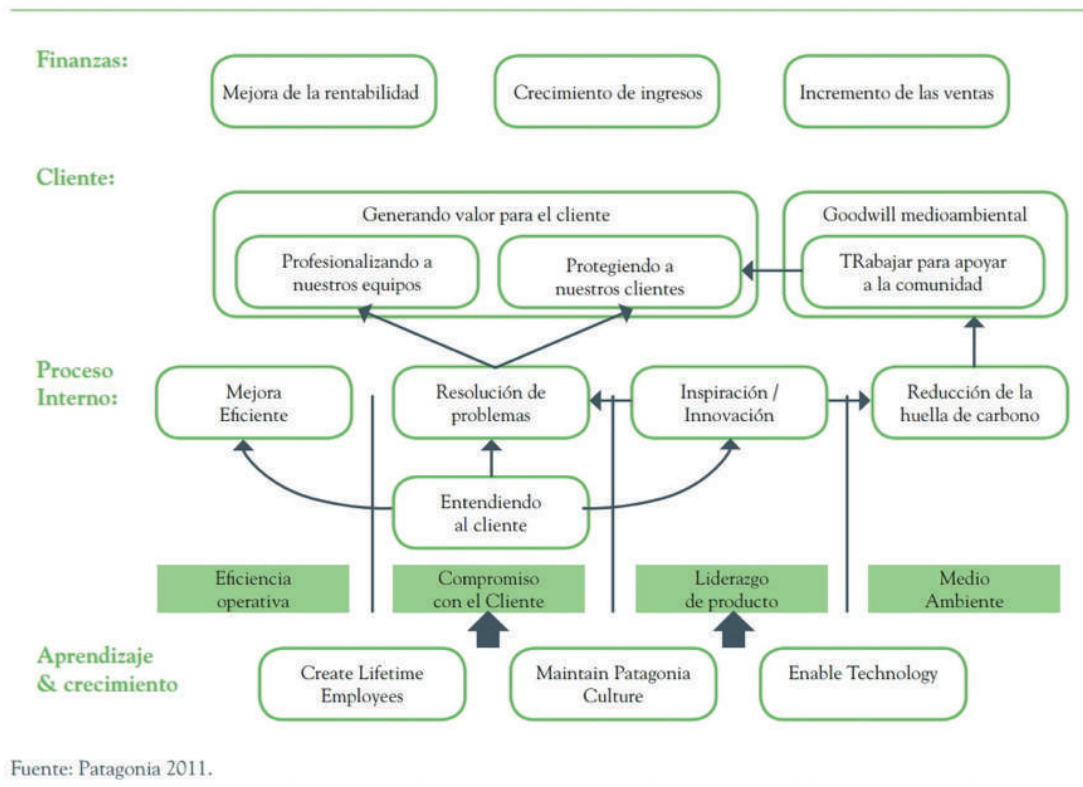 Finanzas:
Mejora de la rentabilidad
Crecimiento de ingresos
Incremento de las ventas
Cliente:
Generando valor para el cliente
Goodwill medioambiental
Profesionalizando a
nuestros equipos
Protegiendo a
nuestros clientes
TRabajar para apoyar
a la comunidad
Proceso
Interno:
Mejora
Eficiente
Resolución de
problemas
Inspiración /
Innovación
Reducción de la
huella de carbono
Entendiendo
al cliente
Eficiencia
operativa
Compromiso
con el Cliente
Liderazgo
de producto
Medio
Ambiente
Aprendizaje
& crecimiento
Create Lifetime
Employees
Maintain Patagonia
Culture
Enable Technology
Fuente: Patagonia 2011.